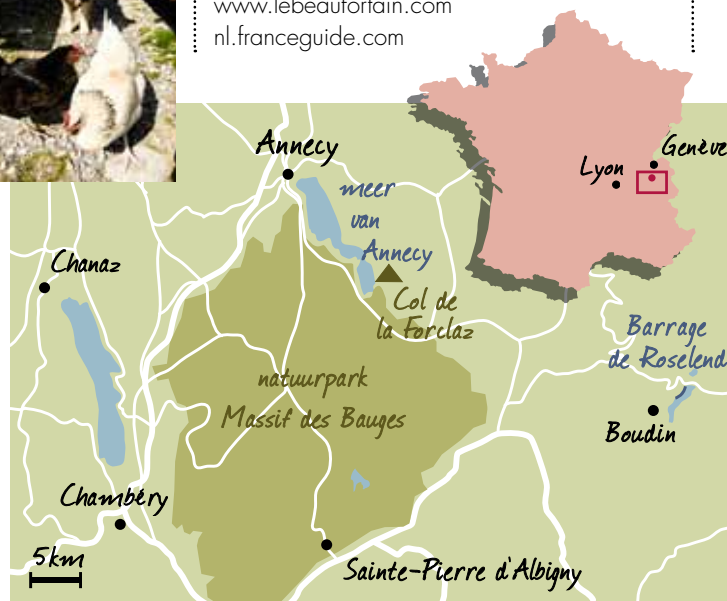 www.lebeaufortain.com
nl.franceguide.com
Annecy
Genève
Lyon
meer
van
Annecy
Chanaz
Col de
la Forclaz
Barrage
de Roselend
natuurpark
Massif des Bauges
Boudin
Chambéry
5km
Sainte-Pierre d'Albigny